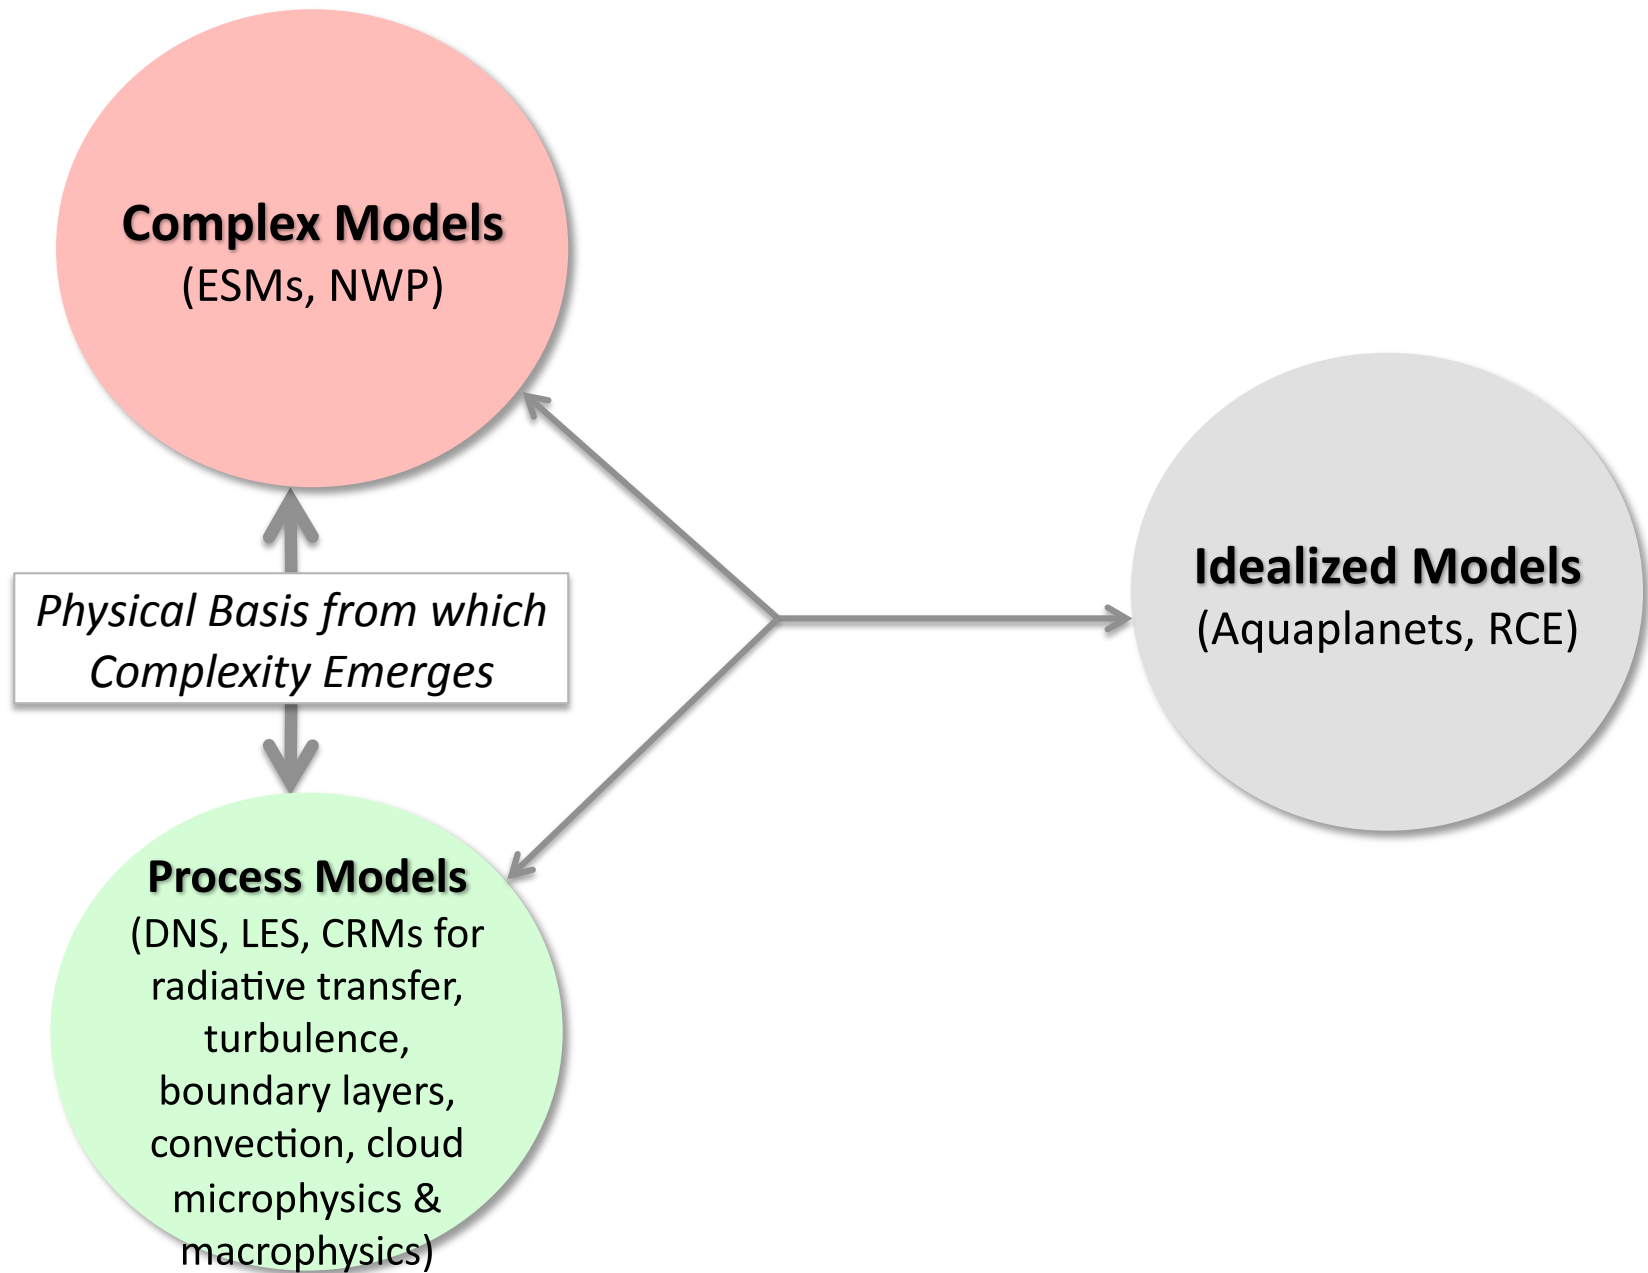 Complex Models
(ESMs, NWP)
Physical Basis from which
Complexity Emerges
Idealized Models
(Aquaplanets, RCE)
Process Models
(DNS, LES, CRMs for
radiative transfer,
turbulence,
boundary layers,
convection, cloud
microphysics &
macrophysics)